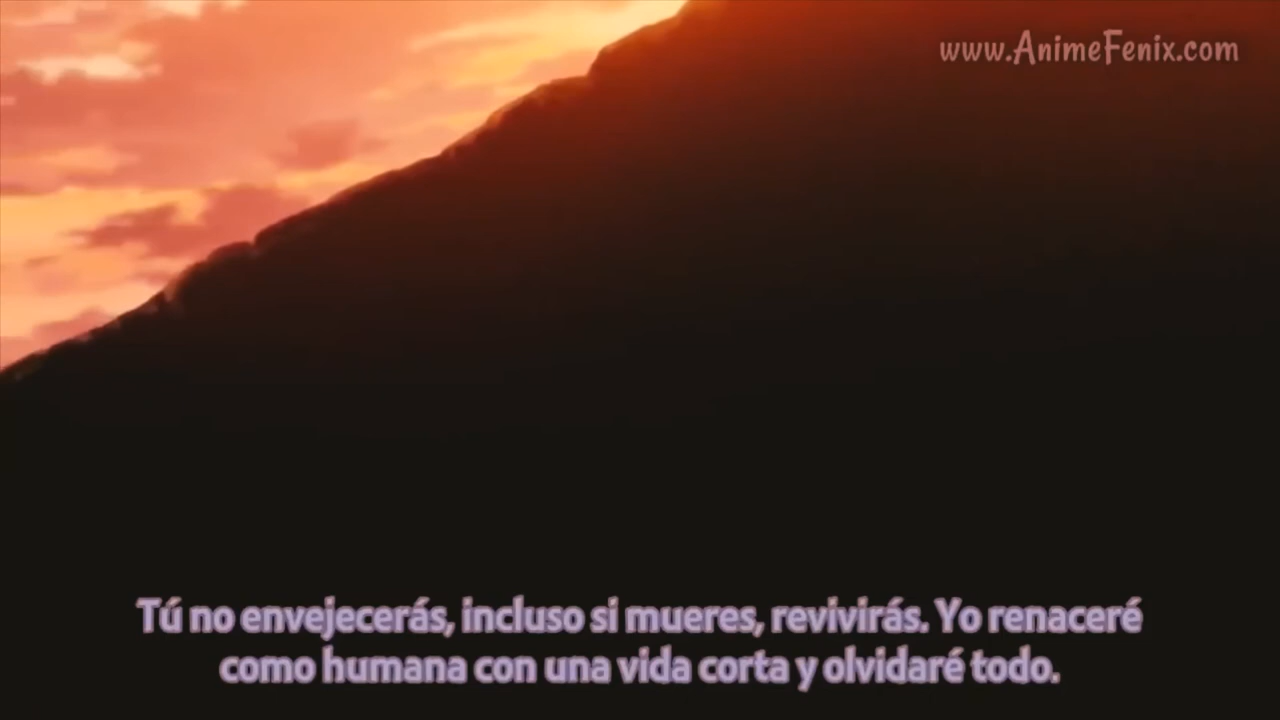 www.AnimeFenix.com
Tú no envejecerás, incluso si mueres, revivirás. Yo renaceré
como humana con una vida corta y olvidaré todo.